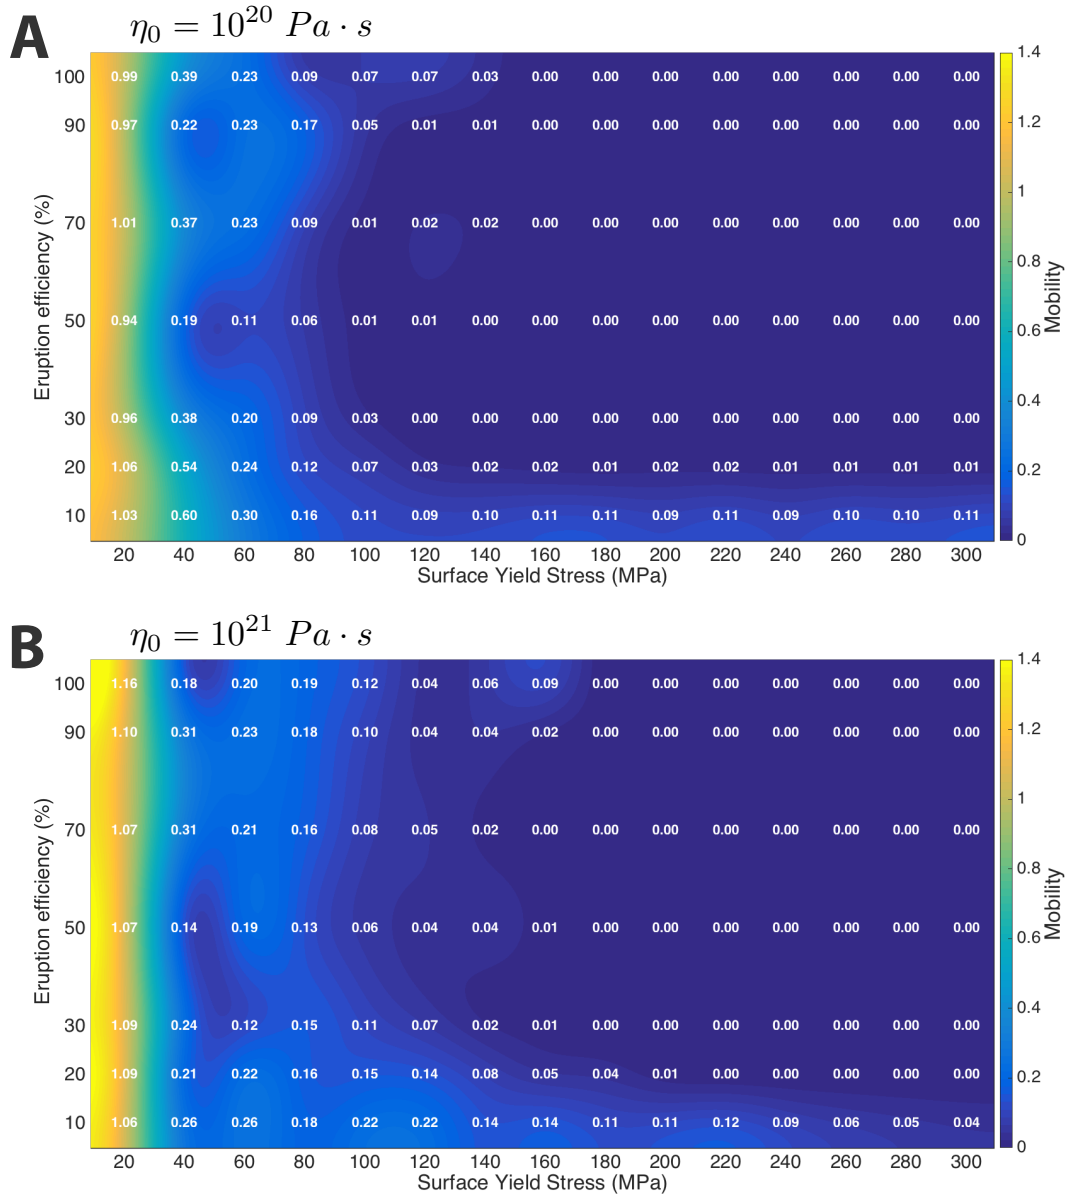 A
η₀ = 10²⁰ Pa · s
100 0.99 0.39 0.23 0.09 0.07 0.07 0.03 0.00 0.00 0.00 0.00 0.00 0.00 0.00 0.00
90 0.97 0.22 0.23 0.17 0.05 0.01 0.01 0.00 0.00 0.00 0.00 0.00 0.00 0.00 0.00
70 1.01 0.37 0.23 0.09 0.01 0.02 0.02 0.00 0.00 0.00 0.00 0.00 0.00 0.00 0.00
50 0.94 0.19 0.11 0.06 0.01 0.01 0.00 0.00 0.00 0.00 0.00 0.00 0.00 0.00 0.00
30 0.96 0.38 0.20 0.09 0.03 0.00 0.00 0.00 0.00 0.00 0.00 0.00 0.00 0.00 0.00
20 1.06 0.54 0.24 0.12 0.07 0.03 0.02 0.02 0.01 0.02 0.02 0.01 0.01 0.01 0.01
10 1.03 0.60 0.30 0.16 0.11 0.09 0.10 0.11 0.11 0.09 0.11 0.09 0.10 0.10 0.11
20 40 60 80 100 120 140 160 180 200 220 240 260 280 300
Surface Yield Stress (MPa)
Eruption efficiency (%)
1.4
1.2
1
0.8
0.6
0.4
0.2
0
Mobility
B
η₀ = 10²¹ Pa · s
100 1.16 0.18 0.20 0.19 0.12 0.04 0.06 0.09 0.00 0.00 0.00 0.00 0.00 0.00 0.00
90 1.10 0.31 0.23 0.18 0.10 0.04 0.04 0.02 0.00 0.00 0.00 0.00 0.00 0.00 0.00
70 1.07 0.31 0.21 0.16 0.08 0.05 0.02 0.00 0.00 0.00 0.00 0.00 0.00 0.00 0.00
50 1.07 0.14 0.19 0.13 0.06 0.04 0.04 0.01 0.00 0.00 0.00 0.00 0.00 0.00 0.00
30 1.09 0.24 0.12 0.15 0.11 0.07 0.02 0.01 0.00 0.00 0.00 0.00 0.00 0.00 0.00
20 1.09 0.21 0.22 0.16 0.15 0.14 0.08 0.05 0.04 0.01 0.00 0.00 0.00 0.00 0.00
10 1.06 0.26 0.26 0.18 0.22 0.22 0.14 0.14 0.11 0.11 0.12 0.09 0.06 0.05 0.04
20 40 60 80 100 120 140 160 180 200 220 240 260 280 300
Surface Yield Stress (MPa)
Eruption efficiency (%)
1.4
1.2
1
0.8
0.6
0.4
0.2
0
Mobility